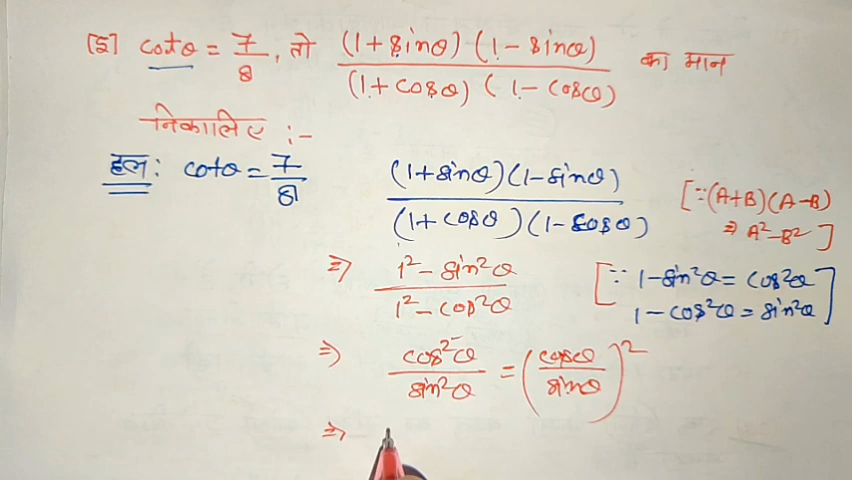 (इ) cotθ = 7/8, तो (1+sinθ)(1-sinθ)/(1+cosθ)(1-cosθ) का मान
निकालिए :-
हल: cotθ = 7/8 (1+sinθ)(1-sinθ)/(1+cosθ)(1-cosθ) [∵(A+B)(A-B)
⇒ A²-B²]
⇒ 1²-sin²θ/1²-cos²θ [∵ 1-sin²θ = cos²θ
1-cos²θ = sin²θ]
⇒ cos²θ/sin²θ = (cosθ/sinθ)²
⇒